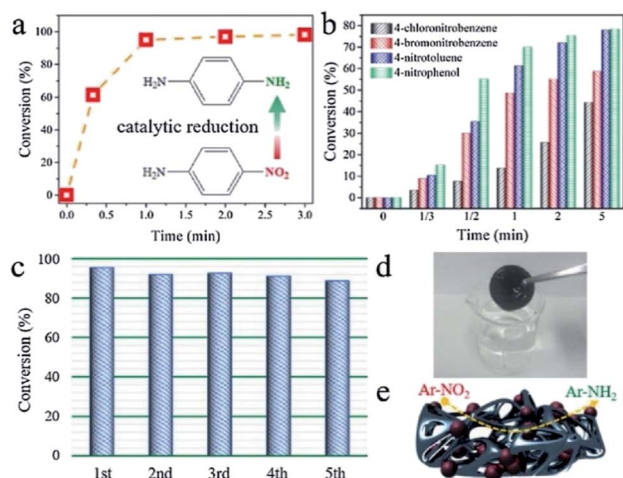 a
Conversion (%)
100
80
60
40
20
0
0.0
0.5
1.0
1.5
2.0
2.5
3.0
Time (min)
H₂N
NH₂
catalytic reduction
H₂N
NO₂
b
Conversion (%)
80
70
60
50
40
30
20
10
0
4-chloronitrobenzene
4-bromonitrobenzene
4-nitrotoluene
4-nitrophenol
0
1/3
1/2
1
2
5
Time (min)
c
Conversion (%)
100
80
60
40
20
0
1st
2nd
3rd
4th
5th
d
e
Ar-NO₂
Ar-NH₂